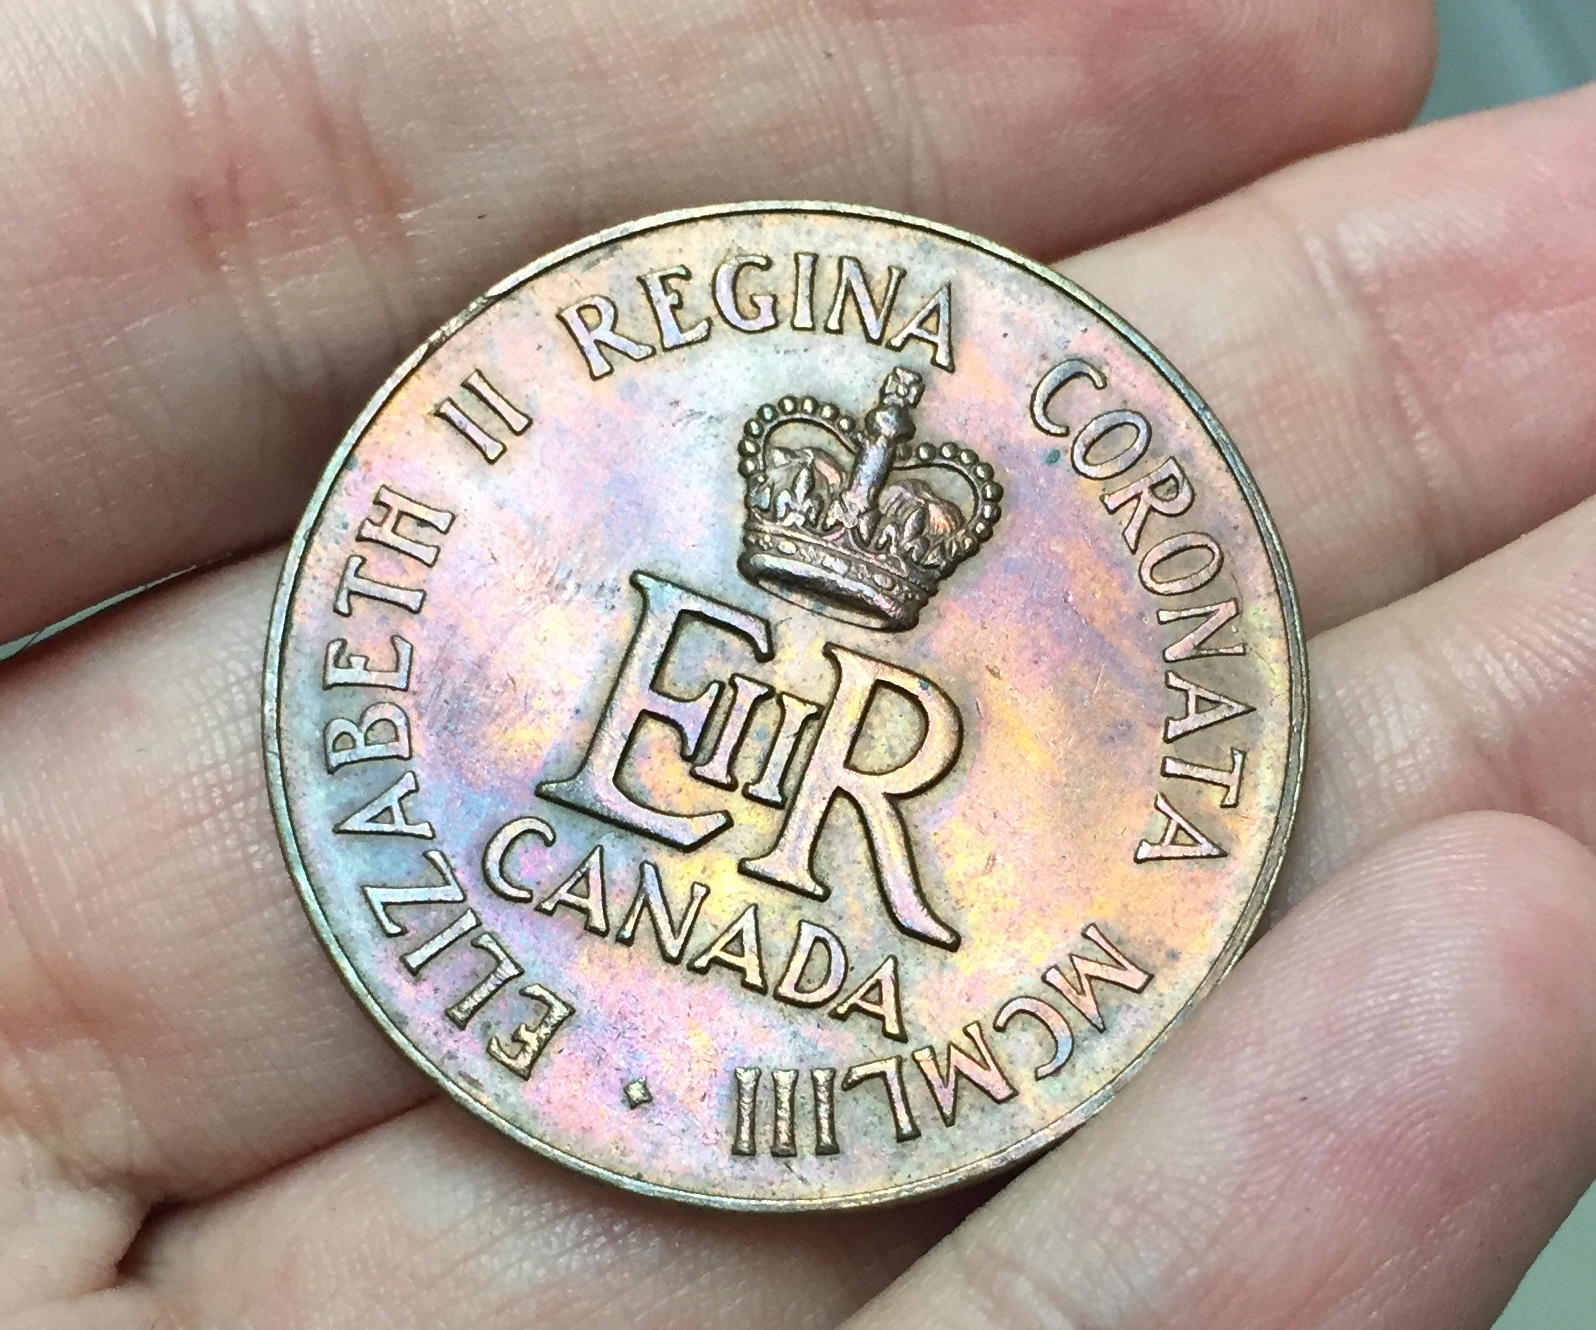 ELIZABETH II REGINA CORONATA MCMLIII ·
EIIR
CANADA